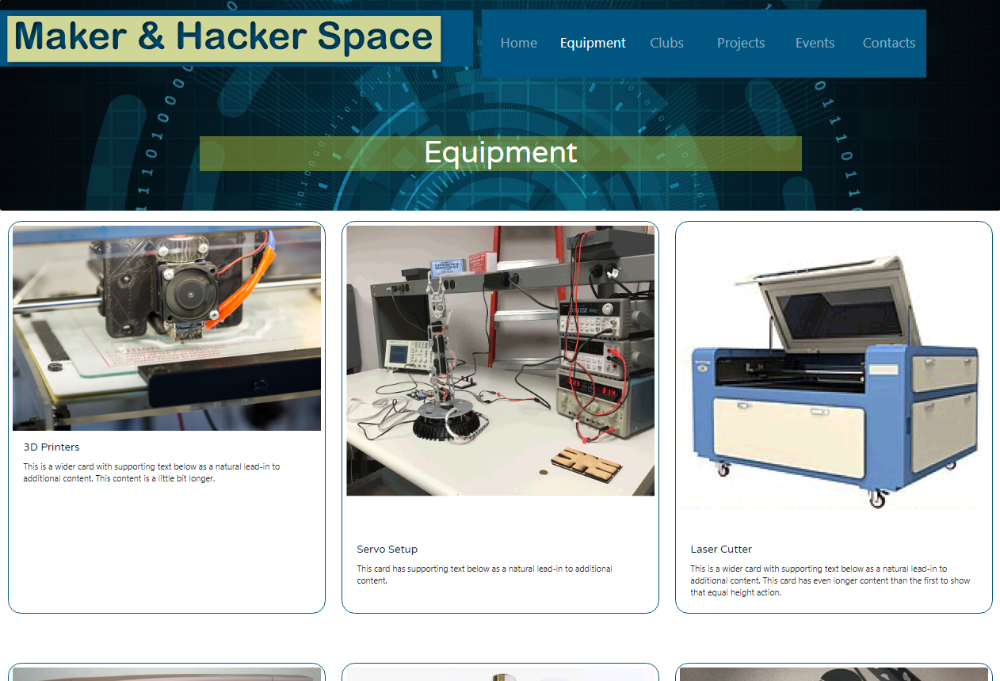 Maker & Hacker Space
Home Equipment Clubs Projects Events Contacts
Equipment
3D Printers
This is a wider card with supporting text below as a natural lead-in to
additional content. This content is a little bit longer.
Servo Setup
This card has supporting text below as a natural lead-in to additional
content.
Laser Cutter
This is a wider card with supporting text below as a natural lead-in to
additional content. This card has even longer content than the first to show
that equal height action.